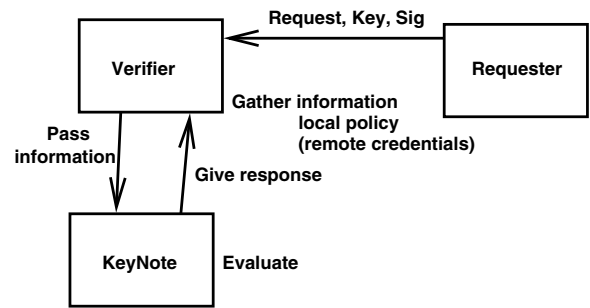 Request, Key, Sig
Verifier
Requester
Gather information
local policy
(remote credentials)
Pass
information
Give response
KeyNote
Evaluate